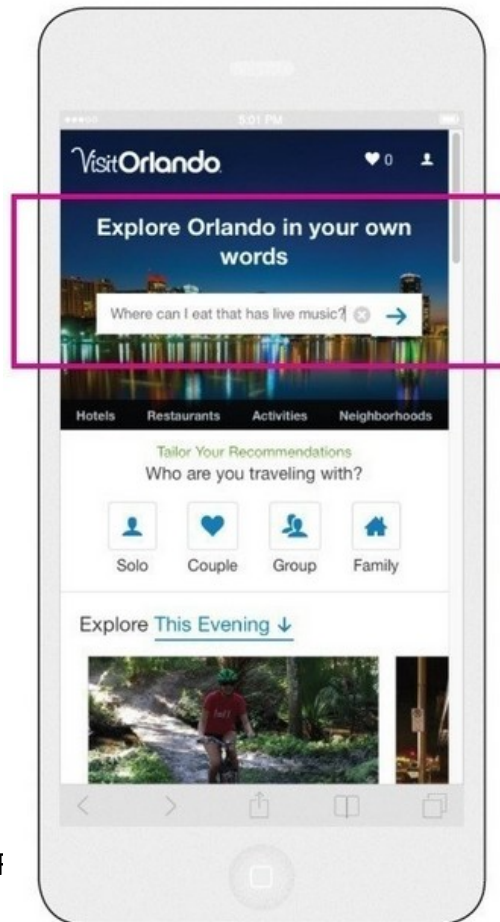 5:01 PM
VisitOrlando
0
Explore Orlando in your own
words
Where can I eat that has live music?
Hotels Restaurants Activities Neighborhoods
Tailor Your Recommendations
Who are you traveling with?
Solo Couple Group Family
Explore This Evening